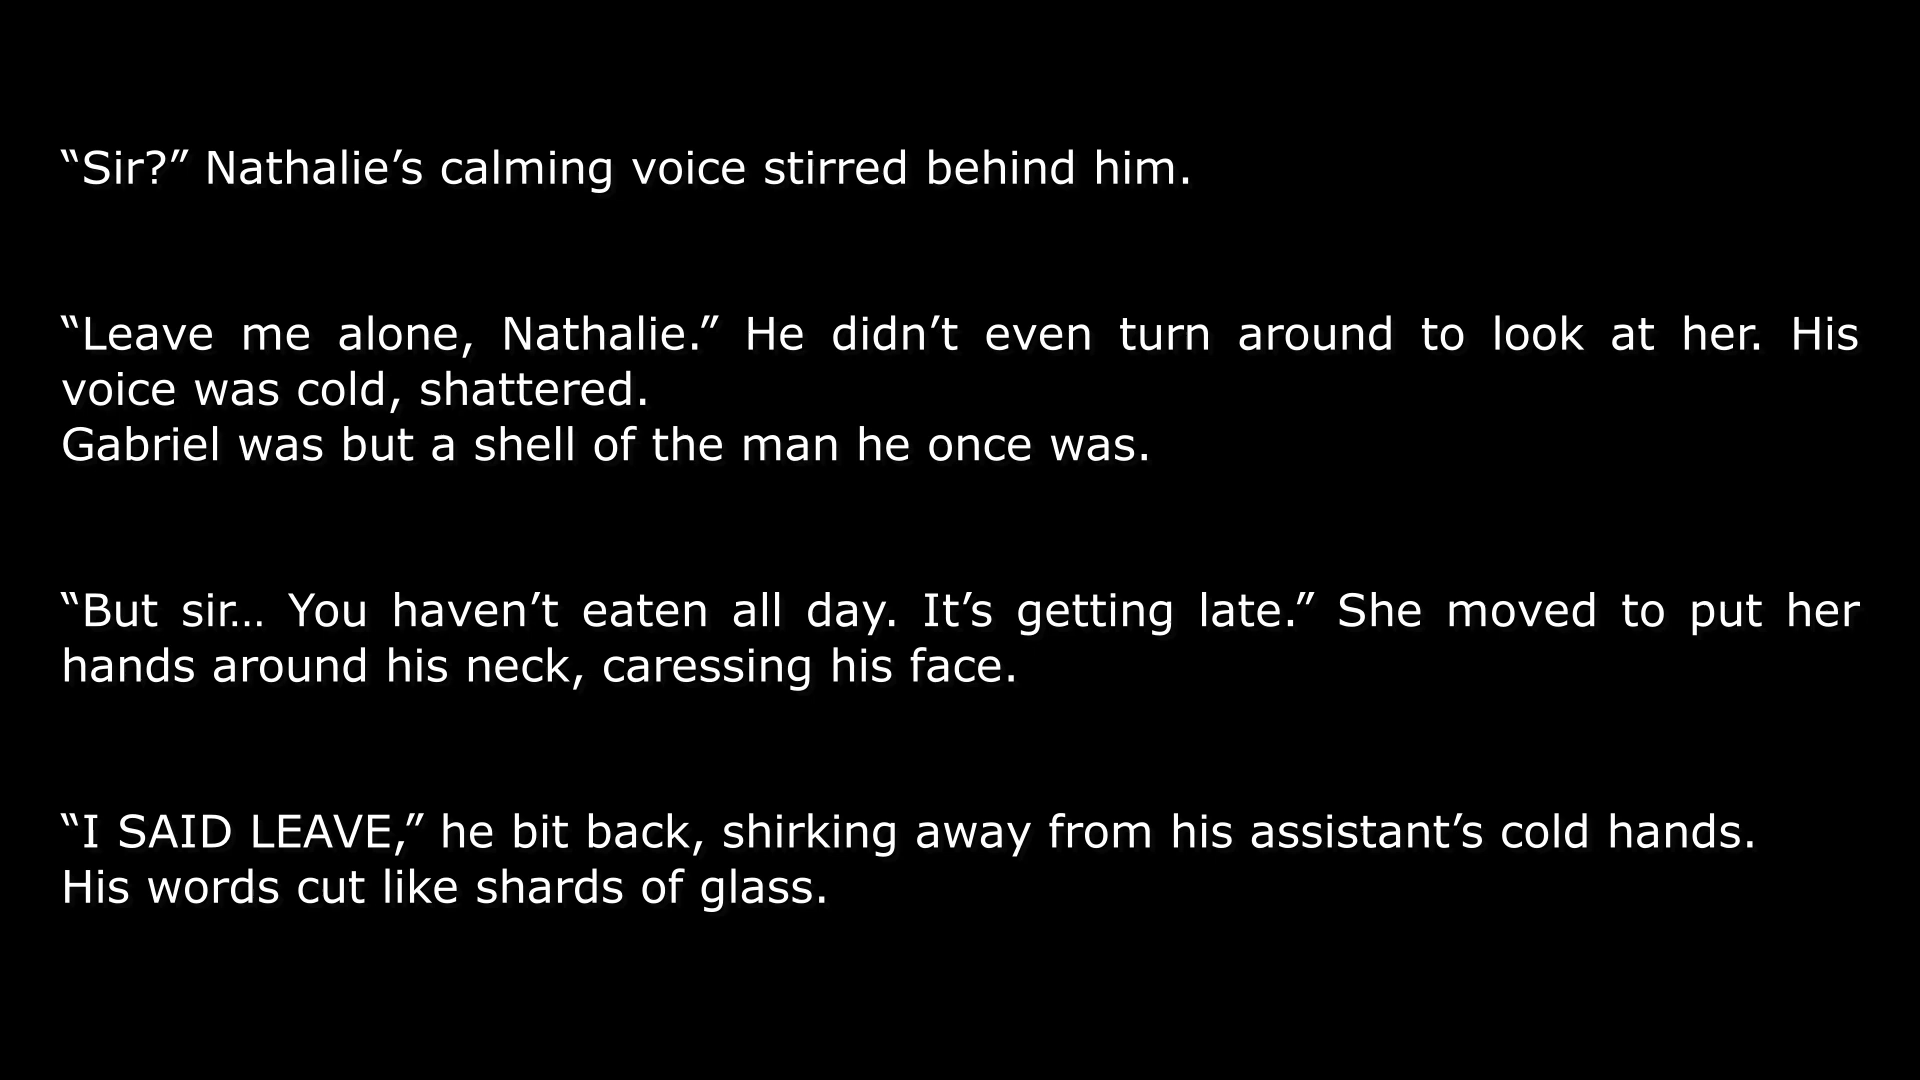 “Sir?” Nathalie’s calming voice stirred behind him.
“Leave me alone, Nathalie.” He didn’t even turn around to look at her. His
voice was cold, shattered.
Gabriel was but a shell of the man he once was.
“But sir… You haven’t eaten all day. It’s getting late.” She moved to put her
hands around his neck, caressing his face.
“I SAID LEAVE,” he bit back, shirking away from his assistant’s cold hands.
His words cut like shards of glass.